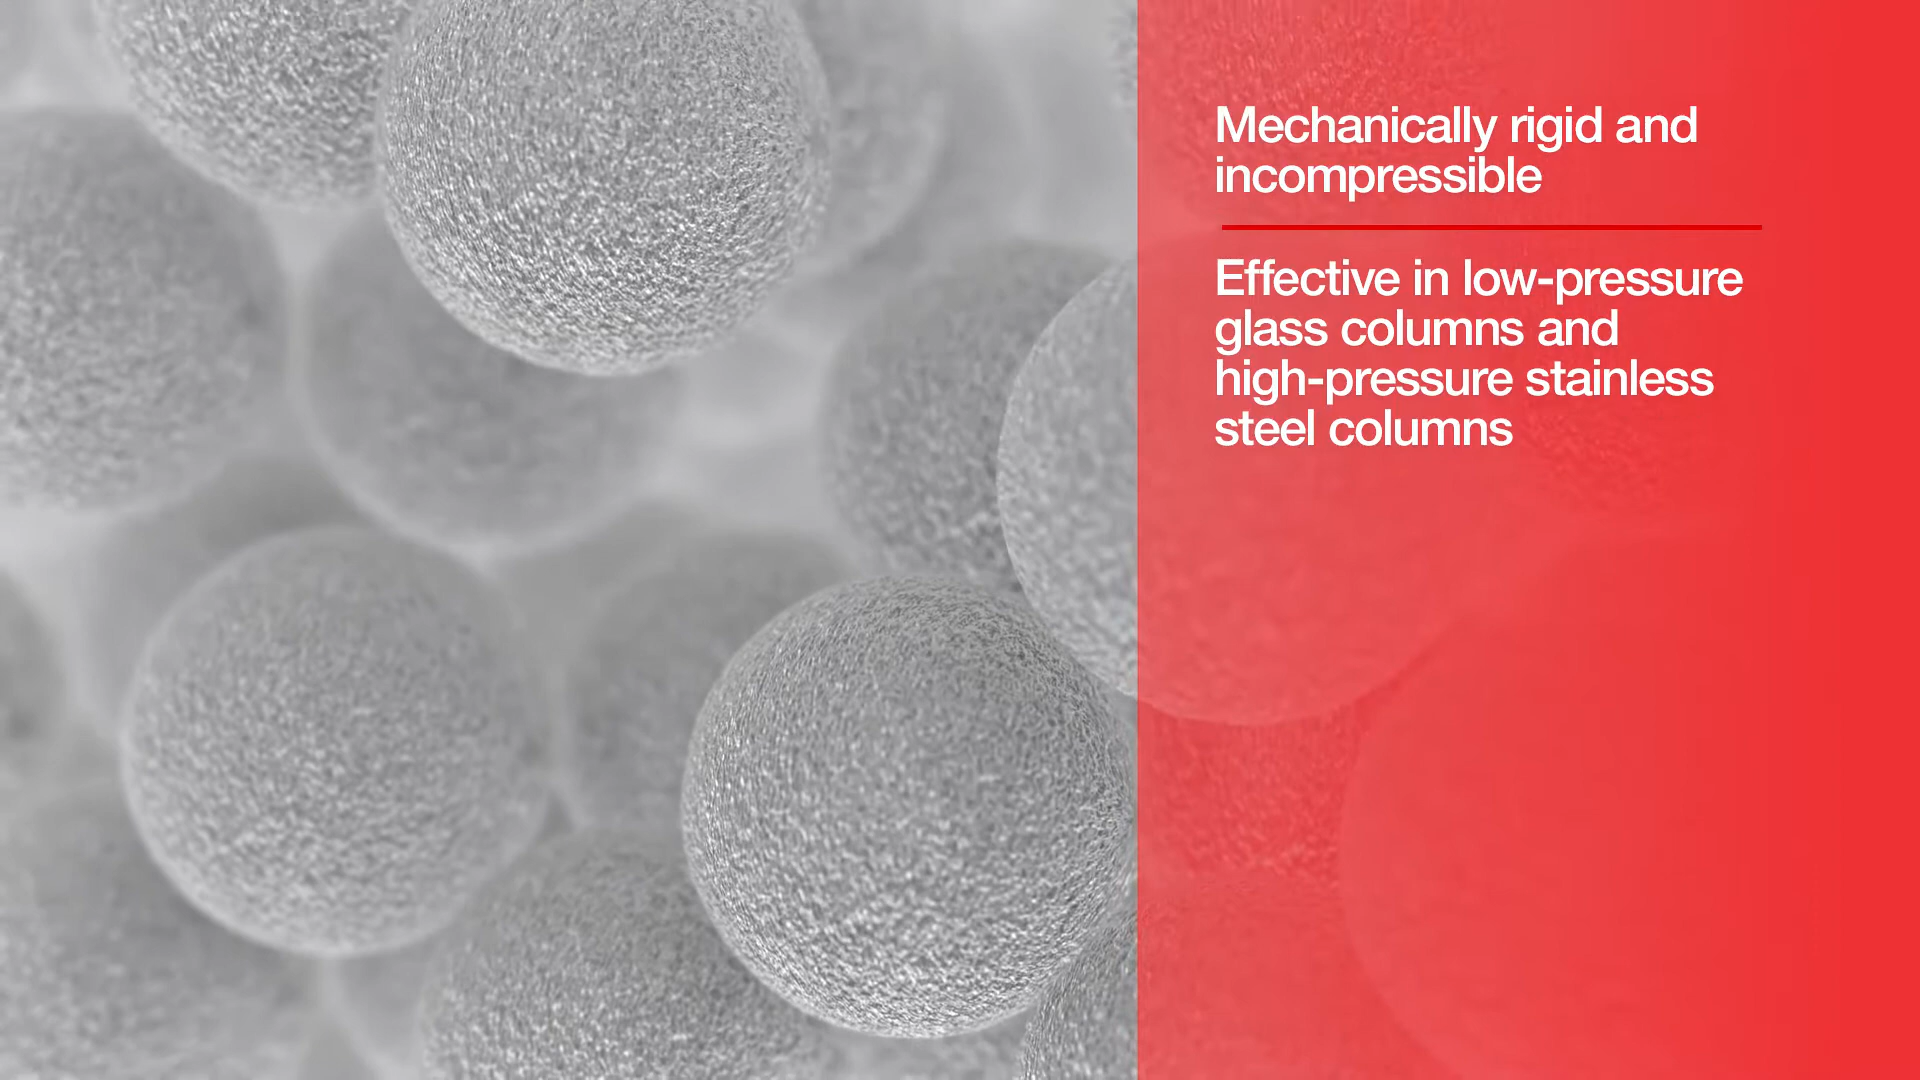 Mechanically rigid and
incompressible
Effective in low-pressure
glass columns and
high-pressure stainless
steel columns